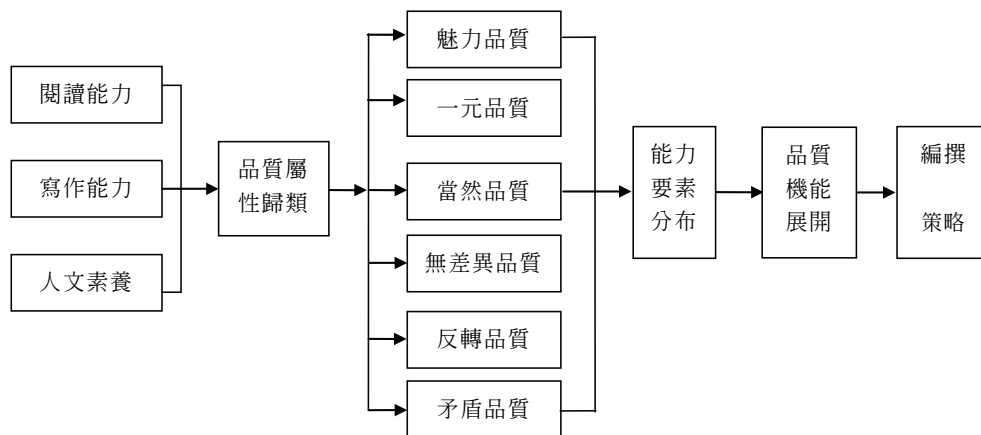 閱讀能力
寫作能力
人文素養
品質屬
性歸類
魅力品質
一元品質
當然品質
無差異品質
反轉品質
矛盾品質
能力
要素
分布
品質
機能
展開
編撰
策略